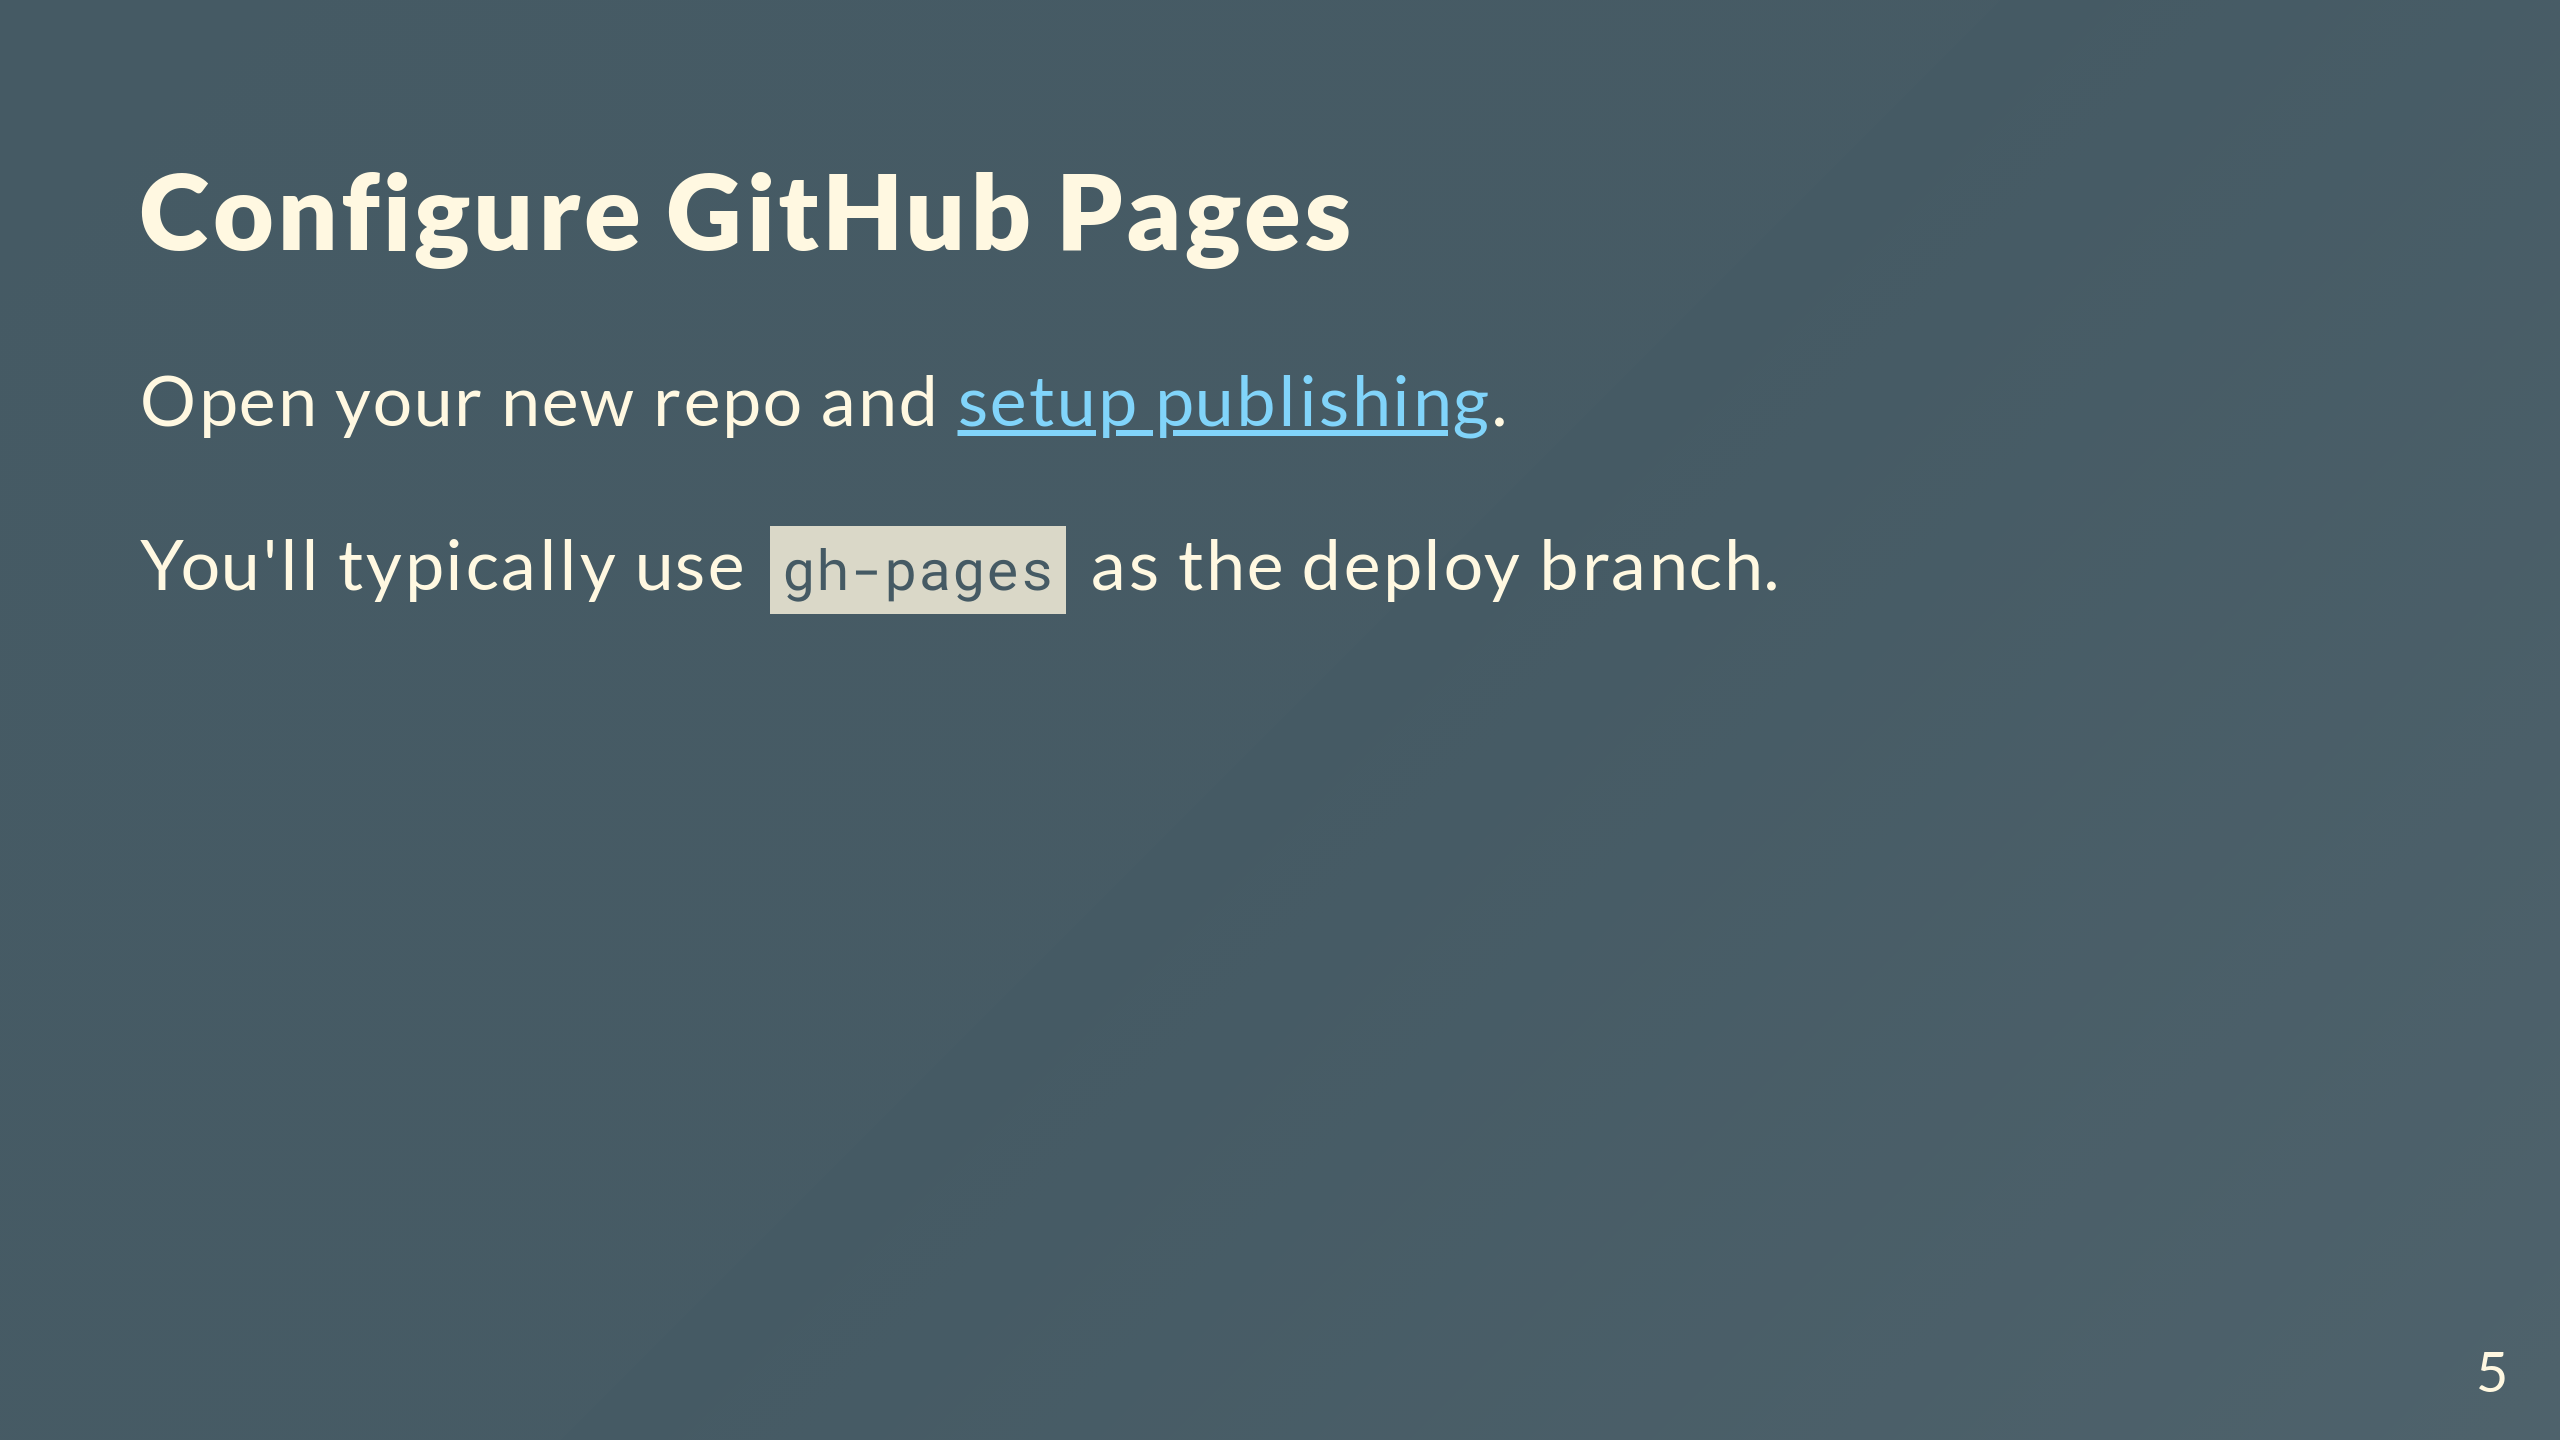 Configure GitHub Pages
Open your new repo and setup publishing.
You'll typically use gh-pages as the deploy branch.
5